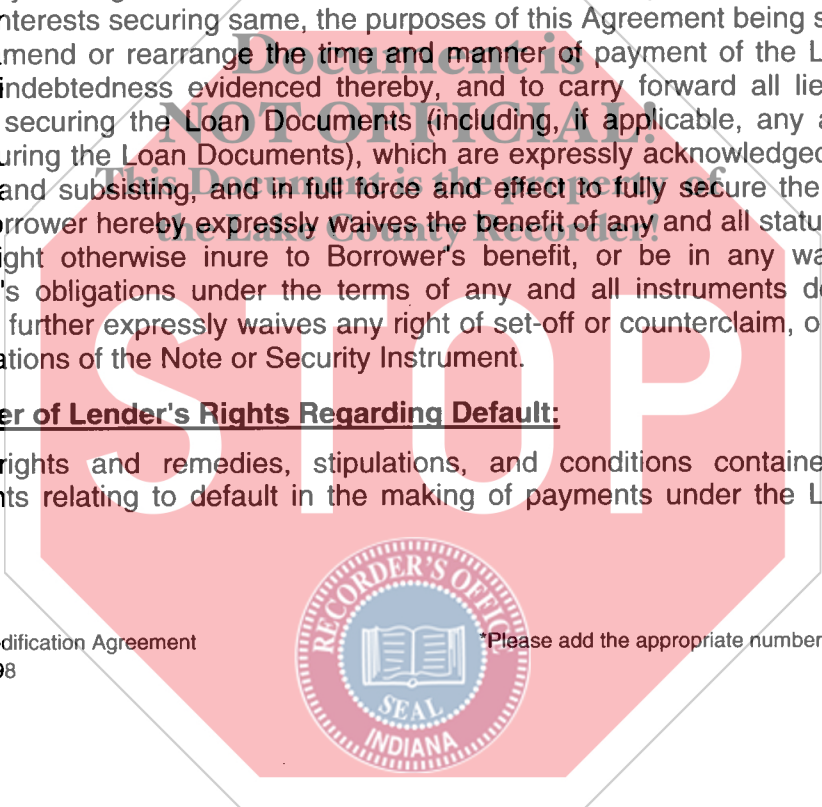 nterests securing same, the purposes of this Agreement being s
mend or rearrange the time and manner of payment of the L
Document is
indebtedness evidenced thereby, and to carry forward all lie
NOT OFFICIAL!
securing the Loan Documents (including, if applicable, any a
uring the Loan Documents), which are expressly acknowledged
This Document is the property of
and subsisting, and in full force and effect to fully secure the
orrower hereby expressly waives the benefit of any and all statu
the Lake County Recorder!
ight otherwise inure to Borrower's benefit, or be in any wa
's obligations under the terms of any and all instruments d
further expressly waives any right of set-off or counterclaim, o
ations of the Note or Security Instrument.
STOP
er of Lender's Rights Regarding Default:
rights and remedies, stipulations, and conditions containe
nts relating to default in the making of payments under the L
RECORDER'S OFFICE
SEAL
INDIANA
dification Agreement
*Please add the appropriate number
98